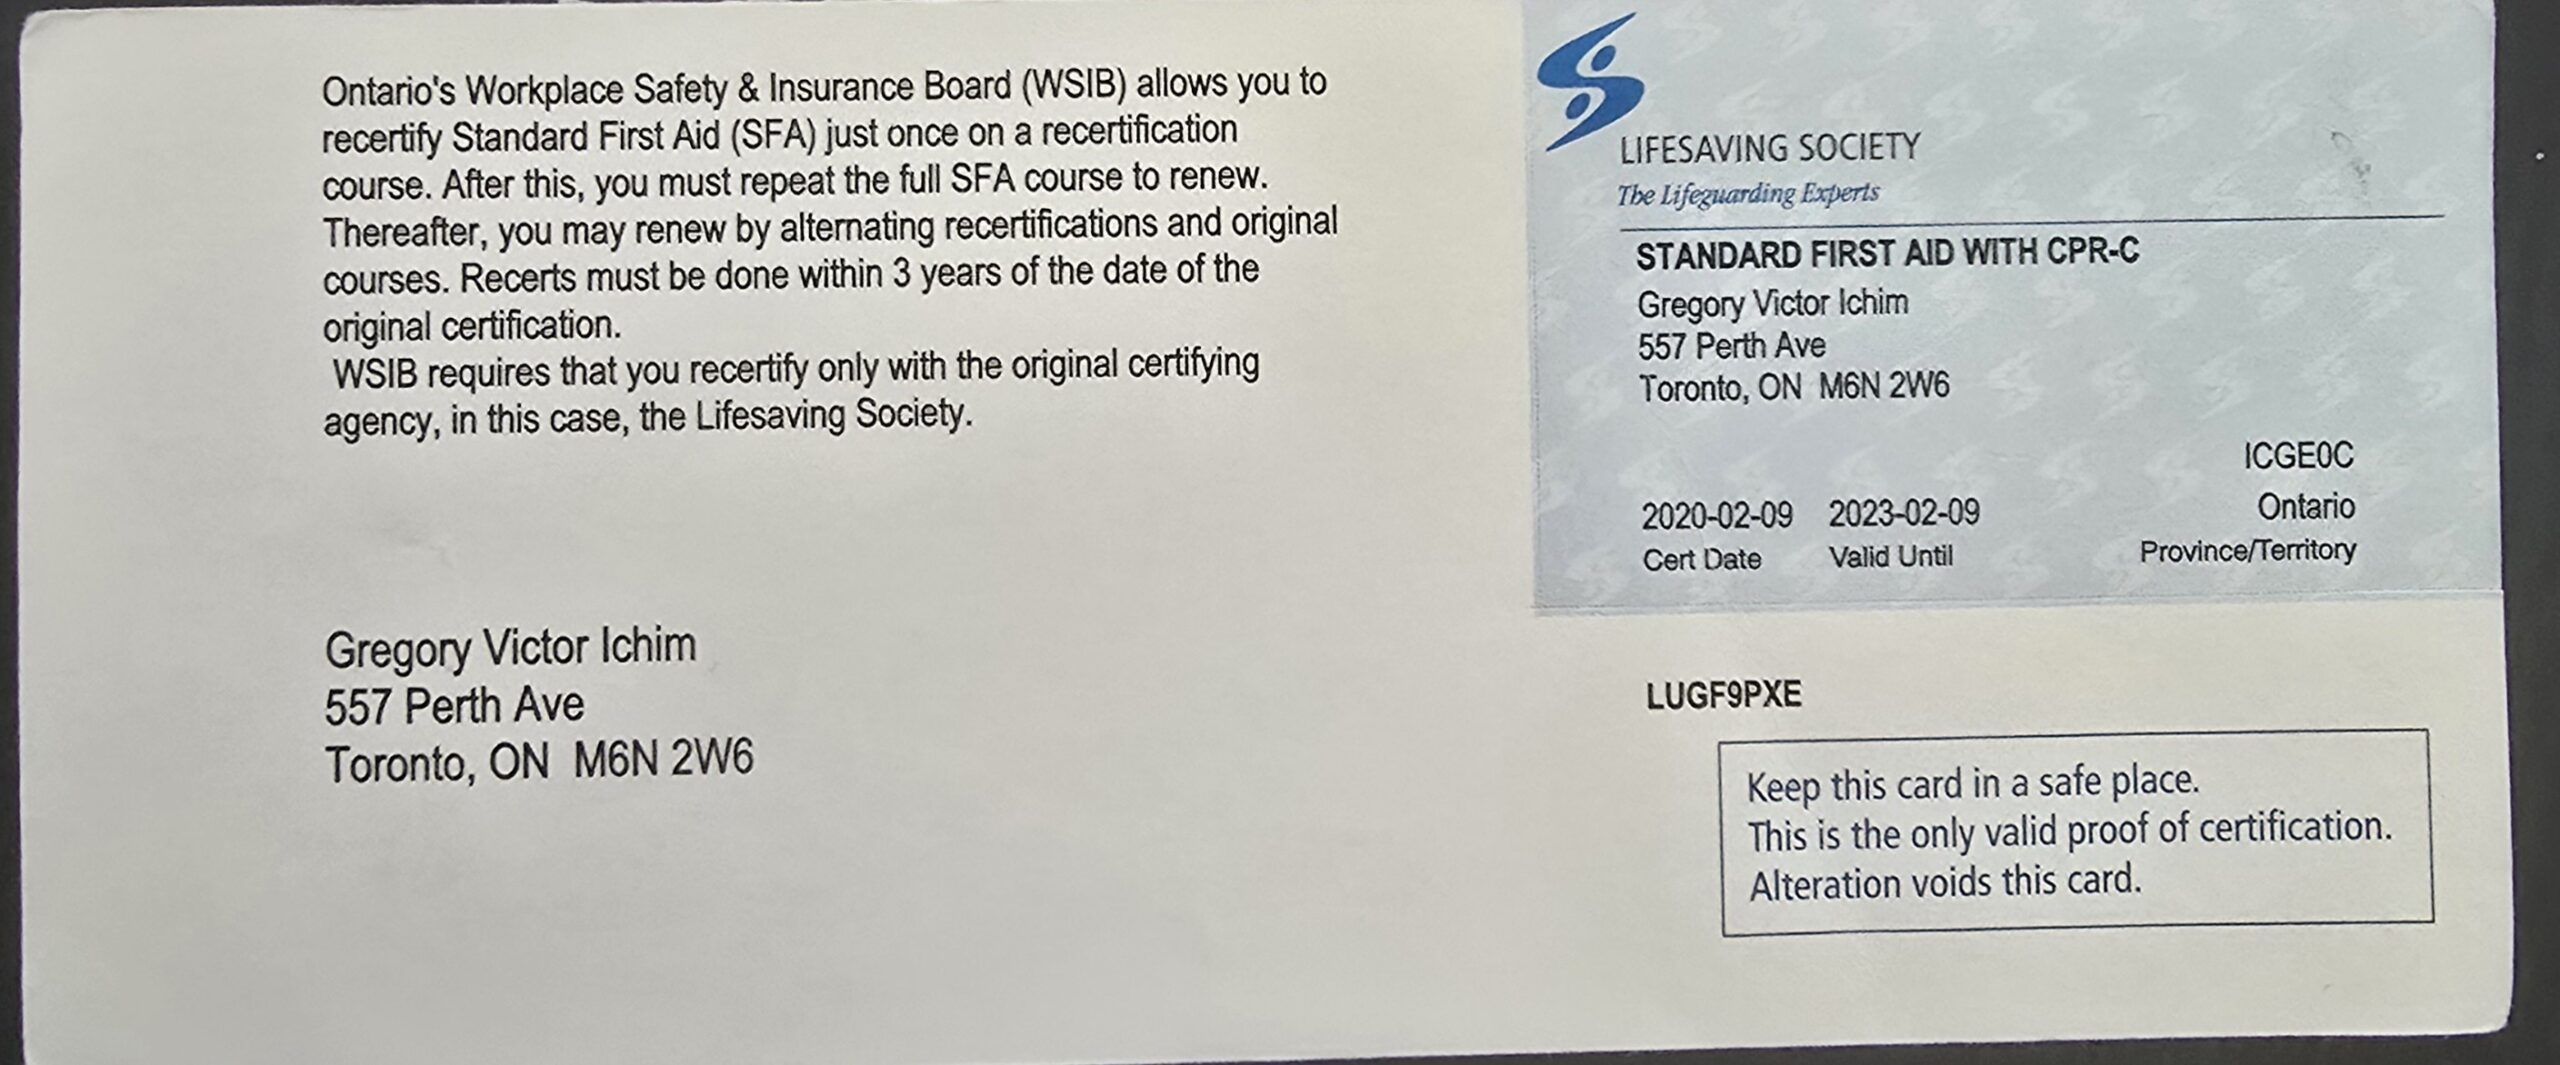 Ontario's Workplace Safety & Insurance Board (WSIB) allows you to
recertify Standard First Aid (SFA) just once on a recertification
course. After this, you must repeat the full SFA course to renew.
Thereafter, you may renew by alternating recertifications and original
courses. Recerts must be done within 3 years of the date of the
original certification.
WSIB requires that you recertify only with the original certifying
agency, in this case, the Lifesaving Society.
Gregory Victor Ichim
557 Perth Ave
Toronto, ON M6N 2W6
LIFESAVING SOCIETY
The Lifeguarding Experts
STANDARD FIRST AID WITH CPR-C
Gregory Victor Ichim
557 Perth Ave
Toronto, ON M6N 2W6
ICGE0C
2020-02-09 2023-02-09 Ontario
Cert Date Valid Until Province/Territory
LUGF9PXE
Keep this card in a safe place.
This is the only valid proof of certification.
Alteration voids this card.